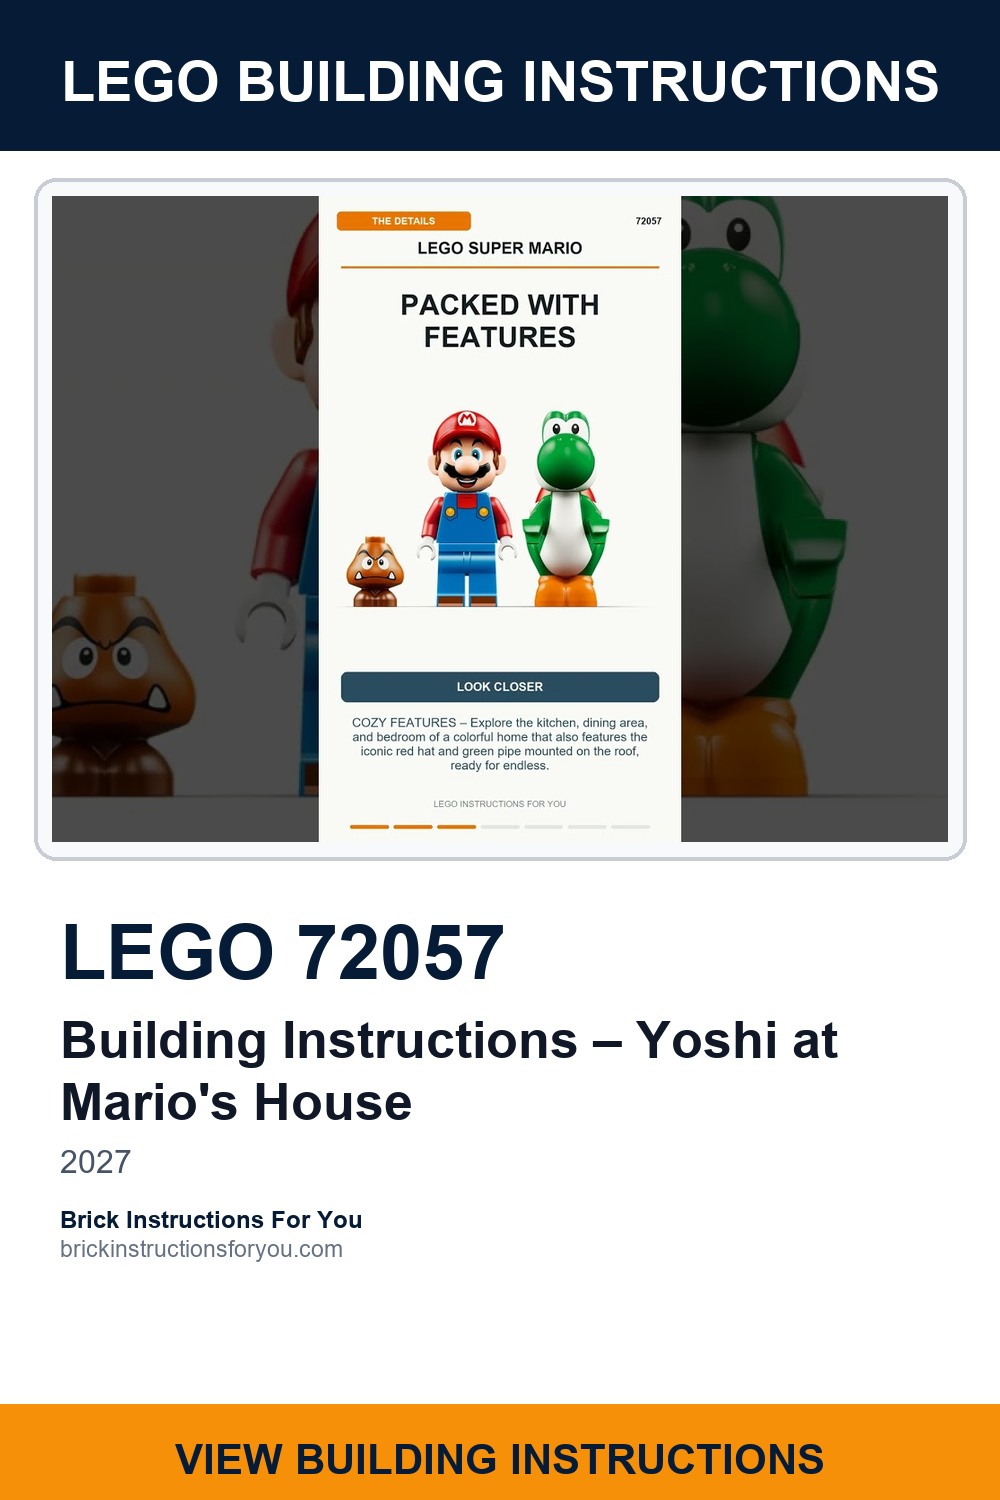 LEGO BUILDING INSTRUCTIONS
THE DETAILS
72057
LEGO SUPER MARIO
PACKED WITH
FEATURES
M
LOOK CLOSER
COZY FEATURES – Explore the kitchen, dining area,
and bedroom of a colorful home that also features the
iconic red hat and green pipe mounted on the roof,
ready for endless.
LEGO INSTRUCTIONS FOR YOU
LEGO 72057
Building Instructions – Yoshi at
Mario's House
2027
Brick Instructions For You
brickinstructionsforyou.com
VIEW BUILDING INSTRUCTIONS